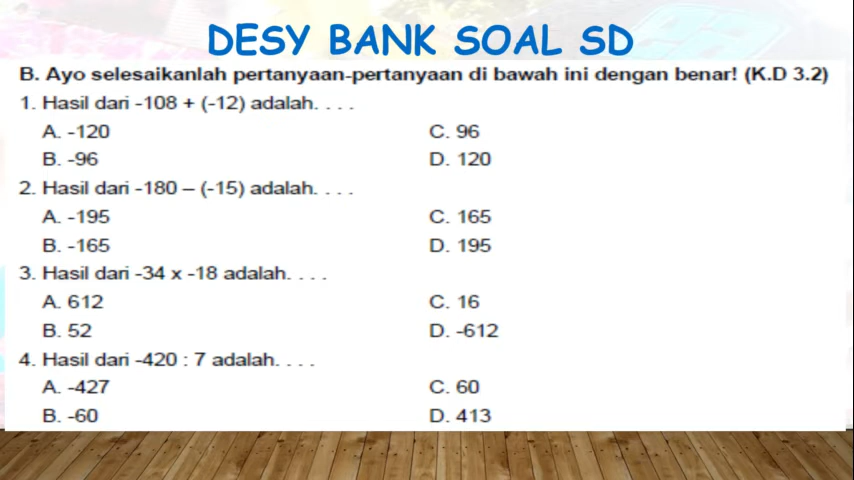 DESY BANK SOAL SD
B. Ayo selesaikanlah pertanyaan-pertanyaan di bawah ini dengan benar! (K.D 3.2)
1. Hasil dari -108 + (-12) adalah. . . .
A. -120 C. 96
B. -96 D. 120
2. Hasil dari -180 – (-15) adalah. . . .
A. -195 C. 165
B. -165 D. 195
3. Hasil dari -34 x -18 adalah. . . .
A. 612 C. 16
B. 52 D. -612
4. Hasil dari -420 : 7 adalah. . . .
A. -427 C. 60
B. -60 D. 413